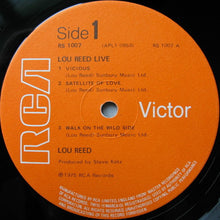 Side 1
RS 1007 (APL1-0959) RS 1007 A
LOU REED LIVE
1. VICIOUS
(Lou Reed) Sunbury Music Ltd.
2. SATELLITE OF LOVE
(Lou Reed) Sunbury Music Ltd.
3. WALK ON THE WILD SIDE
(Lou Reed) Sunbury Music Ltd.
LOU REED
Produced by Steve Katz
RCA
Victor
℗ 1975 RCA Records